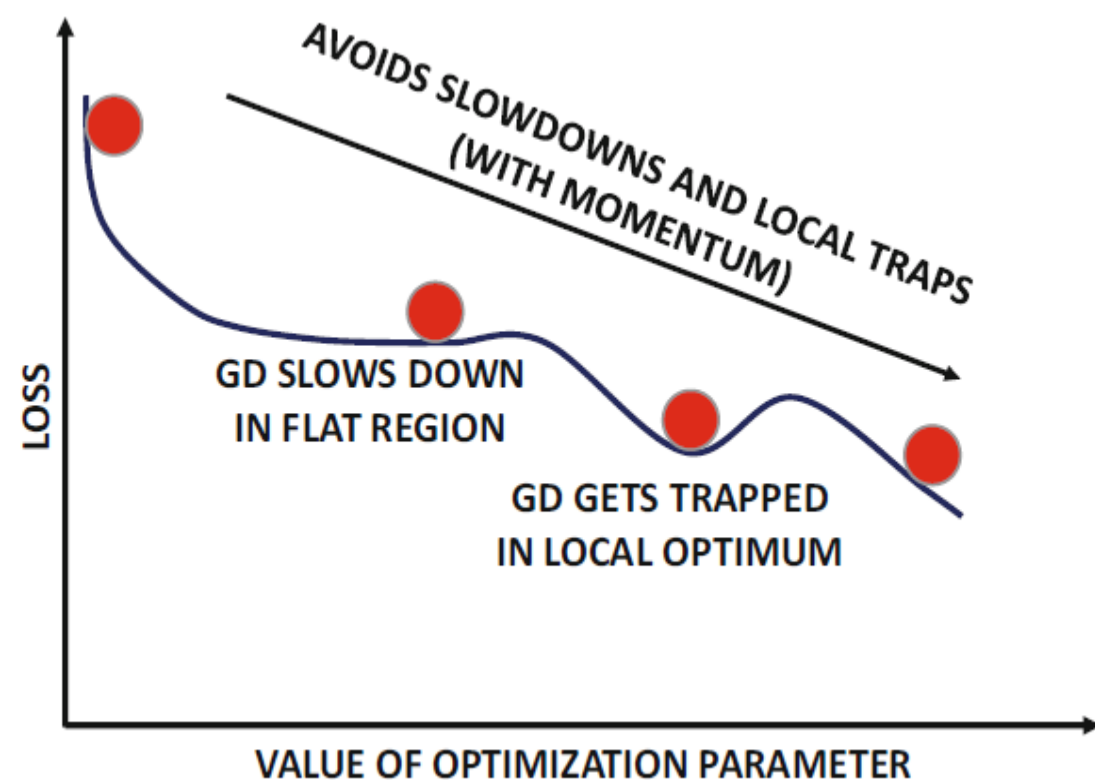 AVOIDS SLOWDOWNS AND LOCAL TRAPS
(WITH MOMENTUM)
LOSS
GD SLOWS DOWN
IN FLAT REGION
GD GETS TRAPPED
IN LOCAL OPTIMUM
VALUE OF OPTIMIZATION PARAMETER